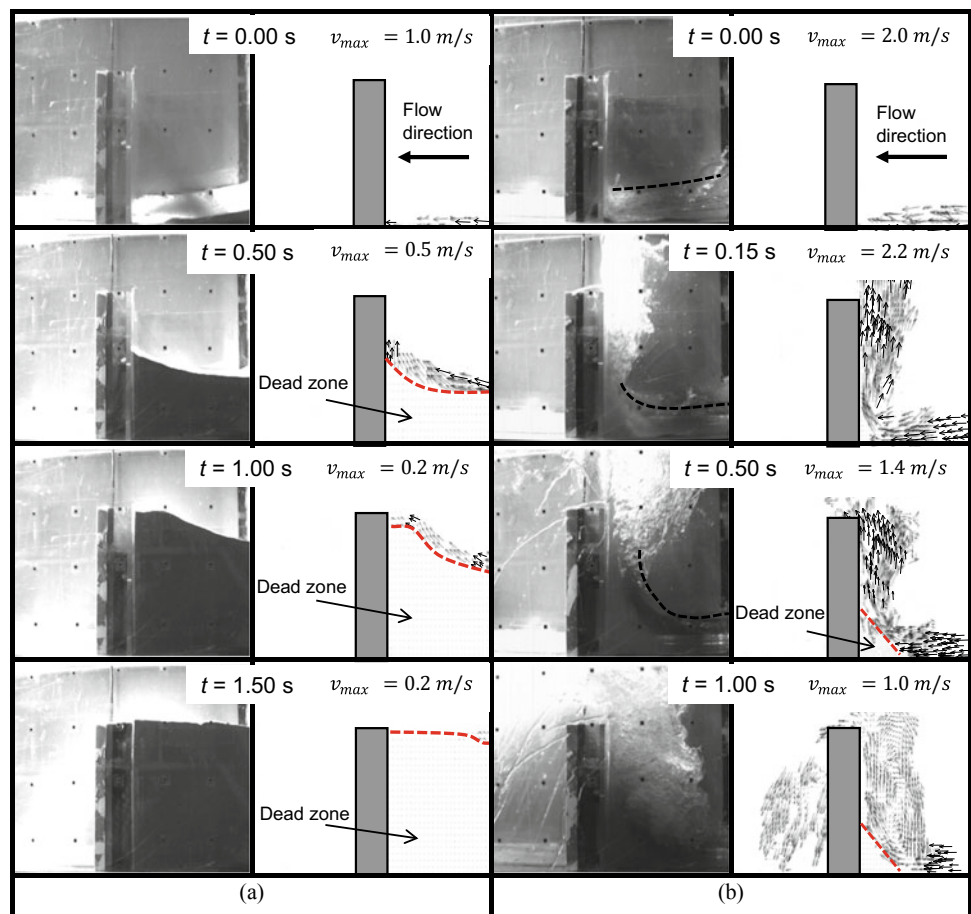 t = 0.00 s
v_max = 1.0 m/s
Flow
direction
t = 0.00 s
v_max = 2.0 m/s
Flow
direction
t = 0.50 s
v_max = 0.5 m/s
Dead zone
t = 0.15 s
v_max = 2.2 m/s
t = 1.00 s
v_max = 0.2 m/s
Dead zone
t = 0.50 s
v_max = 1.4 m/s
Dead zone
t = 1.50 s
v_max = 0.2 m/s
Dead zone
t = 1.00 s
v_max = 1.0 m/s
(a)
(b)